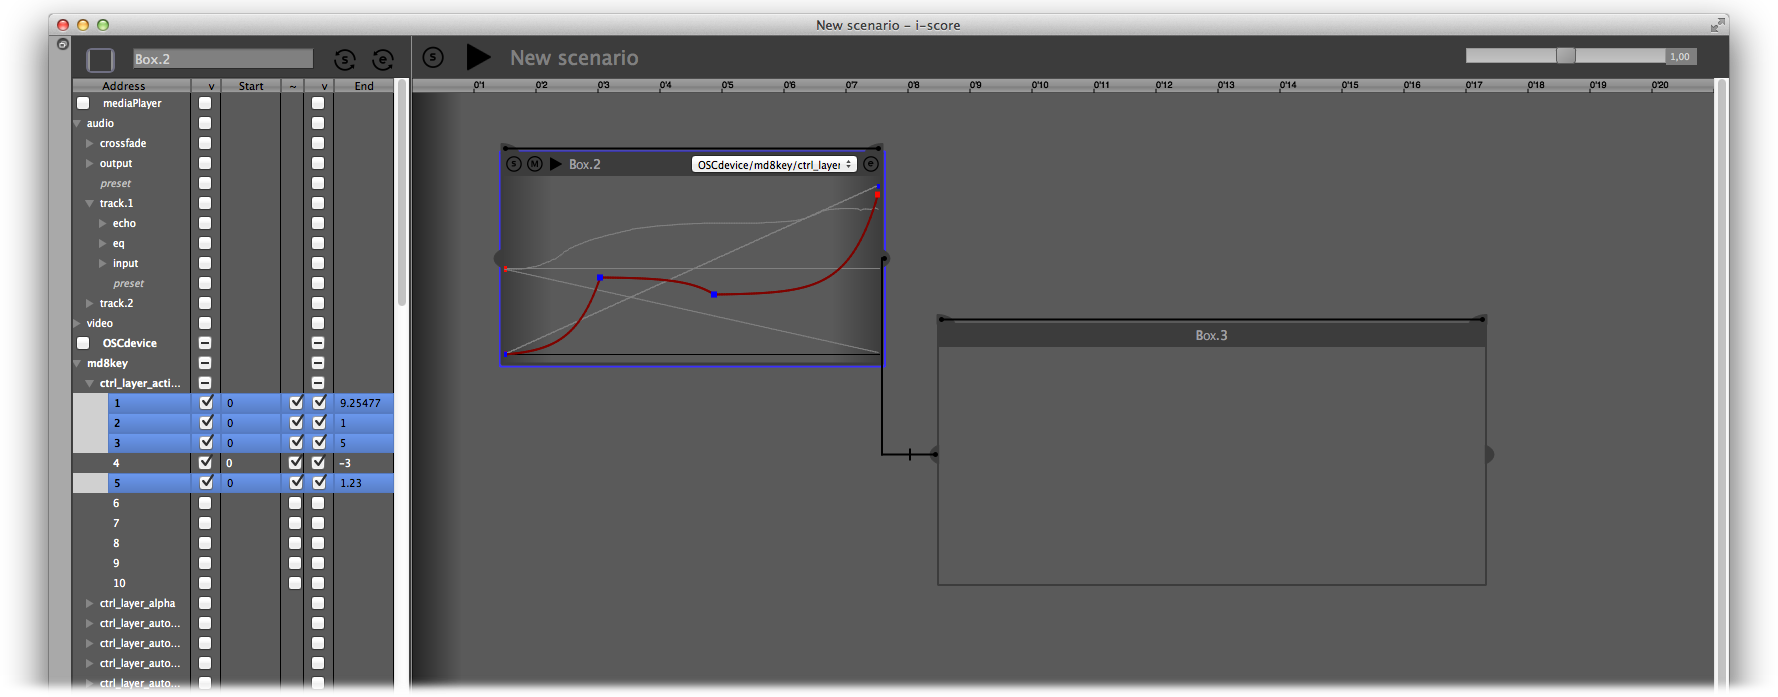 New scenario – i-score
Box.2 S e
S New scenario 1,00
Address v Start ~ v End
0'1 0'2 0'3 0'4 0'5 0'6 0'7 0'8 0'9 0'10 0'11 0'12 0'13 0'14 0'15 0'16 0'17 0'18 0'19 0'20
mediaPlayer
audio
crossfade
output
preset
track.1
echo
eq
input
preset
track.2
video
OSCdevice
md8key
ctrl_layer_acti...
1 0 9.25477
2 0 1
3 0 5
4 0 -3
5 0 1.23
6
7
8
9
10
ctrl_layer_alpha
ctrl_layer_auto...
ctrl_layer_auto...
ctrl_layer_auto...
ctrl_layer_auto...
S M Box.2 OSCdevice/md8key/ctrl_layer e
Box.3